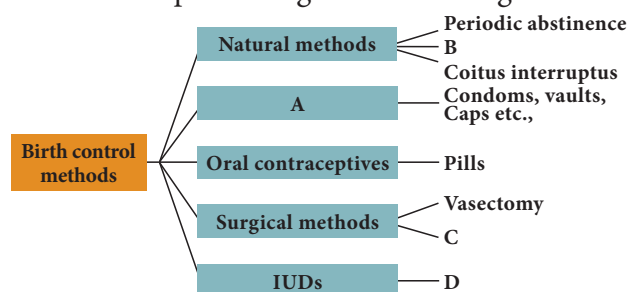 Periodic abstinence
Natural methods
B
Coitus interruptus
A
Condoms, vaults,
Caps etc.,
Birth control
methods
Oral contraceptives
Pills
Vasectomy
Surgical methods
C
IUDs
D